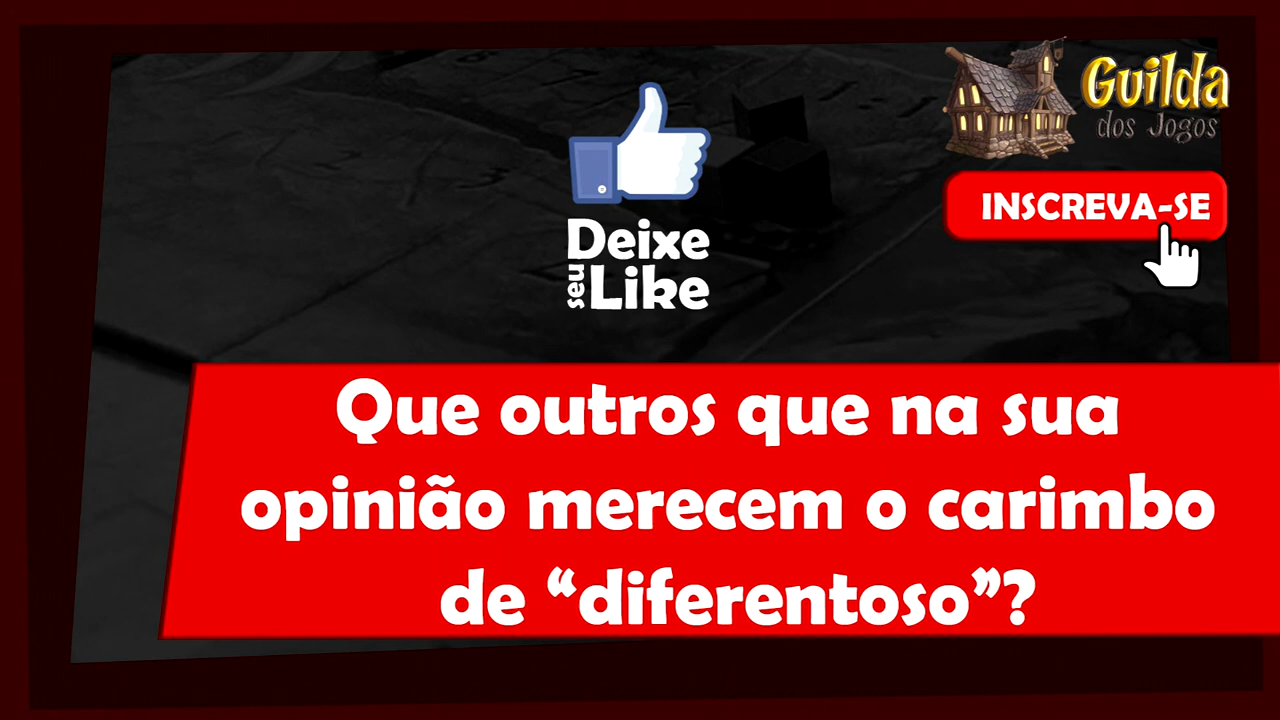 Guilda
dos Jogos
INSCREVA-SE
Deixe
seu Like
Que outros que na sua
opinião merecem o carimbo
de “diferentoso”?